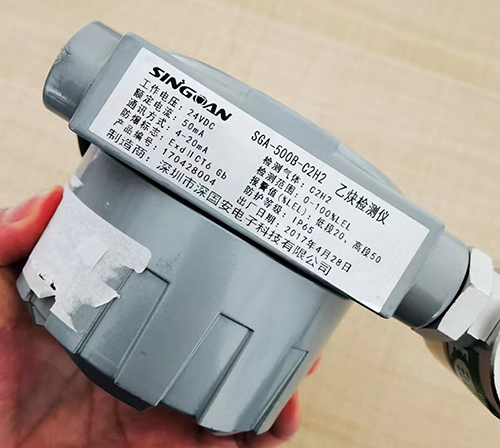 SINGOAN
SGA-500B-C2H2 乙炔检测仪
工作电压: 24VDC 检测气体: C2H2
额定电流: 50mA 检测范围: 0-100%LEL
通讯方式: 4-20mA 报警值(%LEL): 低段20、高段50
防爆标志: ExdⅡCT6 Gb 防护等级: IP65
产品编号: 170428004 出厂日期: 2017年4月28日
制造商: 深圳市深国安电子科技有限公司